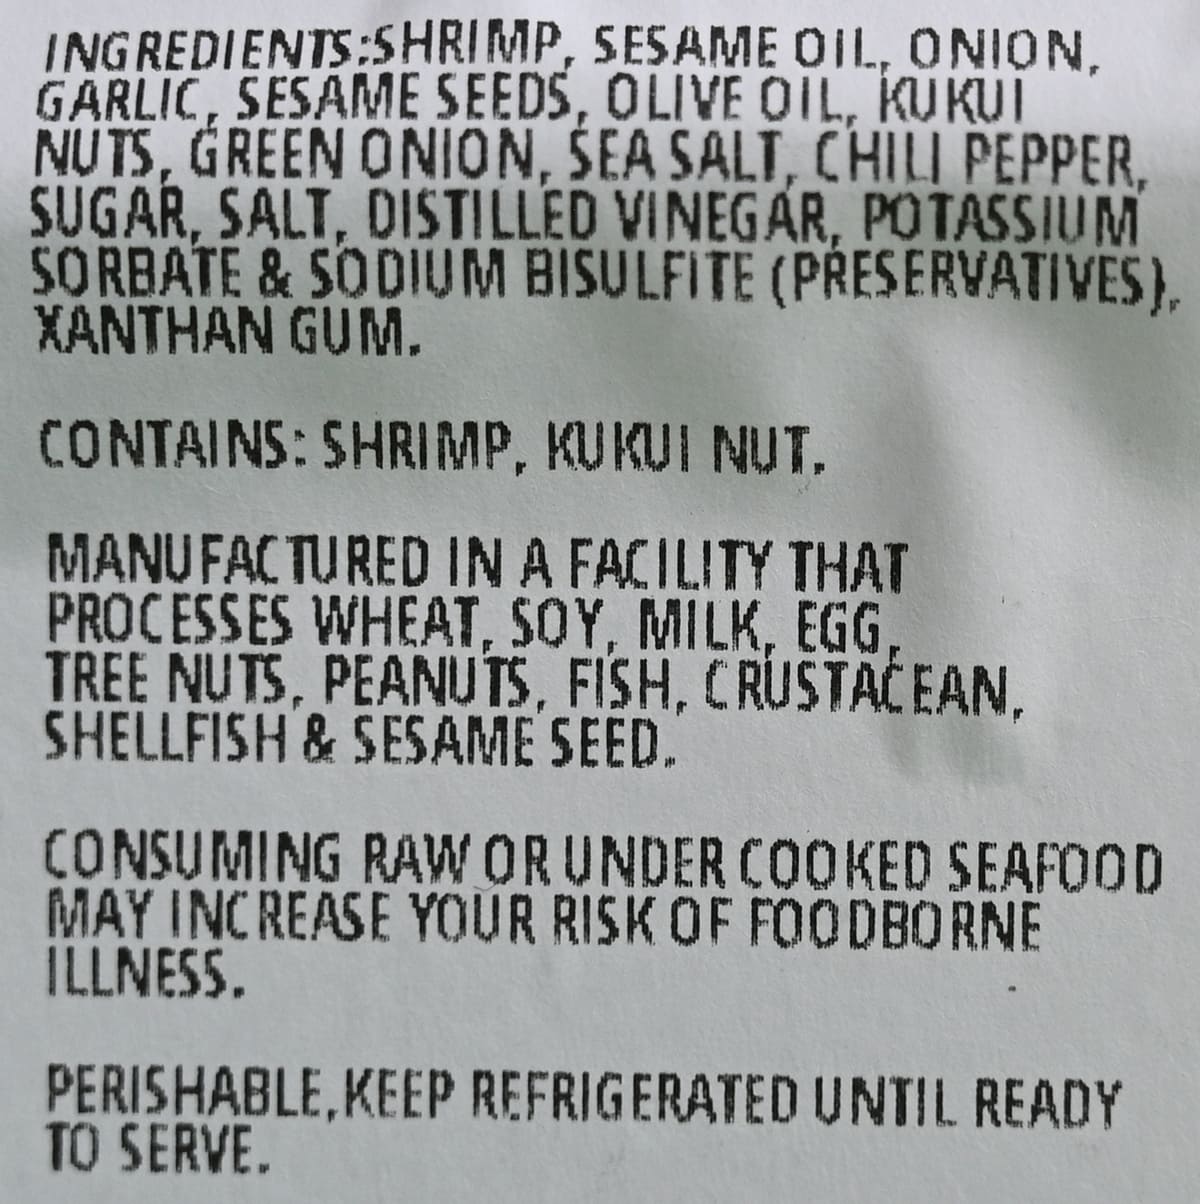 INGREDIENTS:SHRIMP, SESAME OIL, ONION,
GARLIC, SESAME SEEDS, OLIVE OIL, KUKUI
NUTS, GREEN ONION, SEA SALT, CHILI PEPPER,
SUGAR, SALT, DISTILLED VINEGAR, POTASSIUM
SORBATE & SODIUM BISULFITE (PRESERVATIVES),
XANTHAN GUM.
CONTAINS: SHRIMP, KUKUI NUT.
MANUFACTURED IN A FACILITY THAT
PROCESSES WHEAT, SOY, MILK, EGG,
TREE NUTS, PEANUTS, FISH, CRUSTACEAN,
SHELLFISH & SESAME SEED.
CONSUMING RAW OR UNDER COOKED SEAFOOD
MAY INCREASE YOUR RISK OF FOODBORNE
ILLNESS.
PERISHABLE,KEEP REFRIGERATED UNTIL READY
TO SERVE.